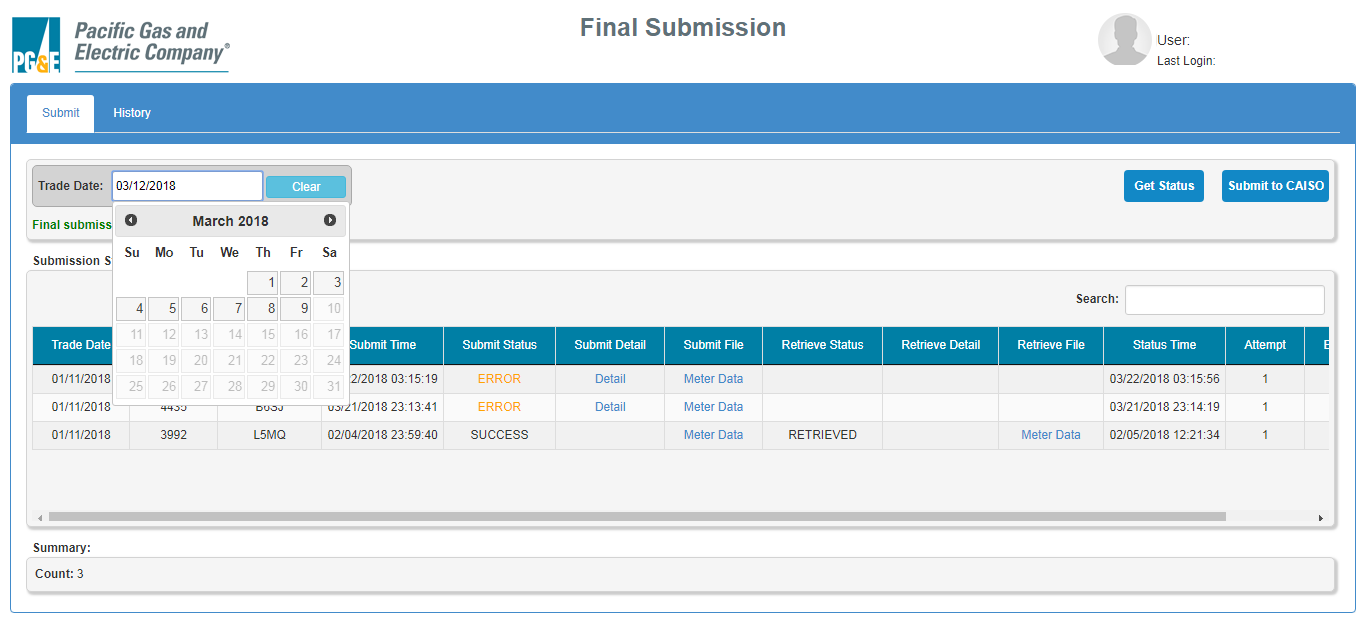 Pacific Gas and
Electric Company®
PG&E
Final Submission
User:
Last Login:
Submit History
Trade Date: 03/12/2018 Clear
Get Status Submit to CAISO
Final submiss
March 2018
Su Mo Tu We Th Fr Sa
1 2 3
4 5 6 7 8 9 10
11 12 13 14 15 16 17
18 19 20 21 22 23 24
25 26 27 28 29 30 31
Submission S
Search:
Trade Date Submit Time Submit Status Submit Detail Submit File Retrieve Status Retrieve Detail Retrieve File Status Time Attempt E
01/11/2018 2/2018 03:15:19 ERROR Detail Meter Data 03/22/2018 03:15:56 1
01/11/2018 4435 B6SJ 03/21/2018 23:13:41 ERROR Detail Meter Data 03/21/2018 23:14:19 1
01/11/2018 3992 L5MQ 02/04/2018 23:59:40 SUCCESS Meter Data RETRIEVED Meter Data 02/05/2018 12:21:34 1
Summary:
Count: 3